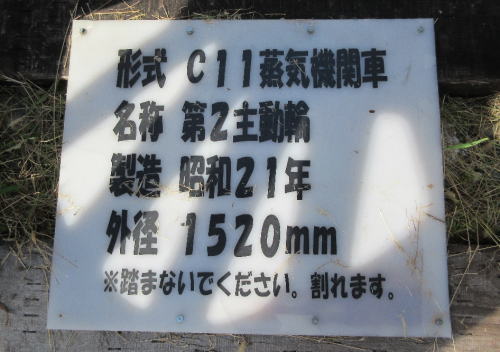 形式 C11蒸気機関車
名称 第2主動輪
製造 昭和21年
外径 1520mm
※踏まないでください。割れます。